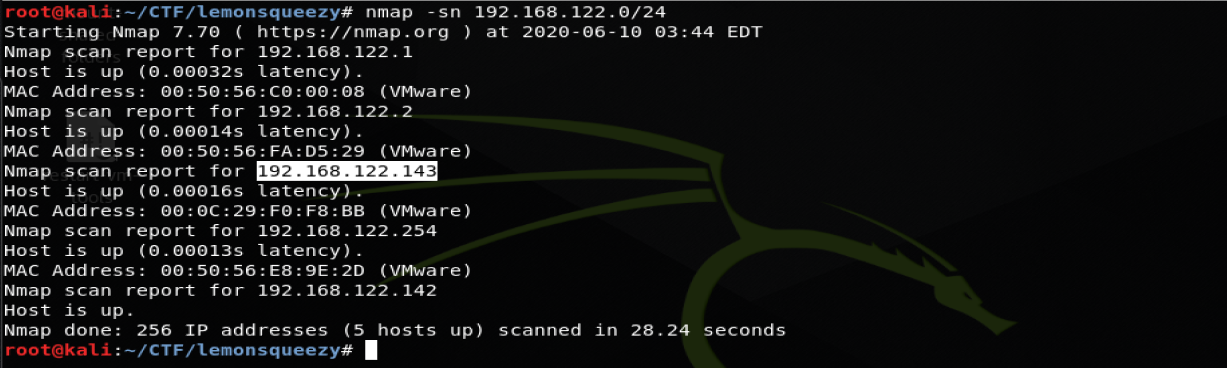 root@kali:~/CTF/lemonsqueezy# nmap -sn 192.168.122.0/24
Starting Nmap 7.70 ( https://nmap.org ) at 2020-06-10 03:44 EDT
Nmap scan report for 192.168.122.1
Host is up (0.00032s latency).
MAC Address: 00:50:56:C0:00:08 (VMware)
Nmap scan report for 192.168.122.2
Host is up (0.00014s latency).
MAC Address: 00:50:56:FA:D5:29 (VMware)
Nmap scan report for 192.168.122.143
Host is up (0.00016s latency).
MAC Address: 00:0C:29:F0:F8:BB (VMware)
Nmap scan report for 192.168.122.254
Host is up (0.00013s latency).
MAC Address: 00:50:56:E8:9E:2D (VMware)
Nmap scan report for 192.168.122.142
Host is up.
Nmap done: 256 IP addresses (5 hosts up) scanned in 28.24 seconds
root@kali:~/CTF/lemonsqueezy#